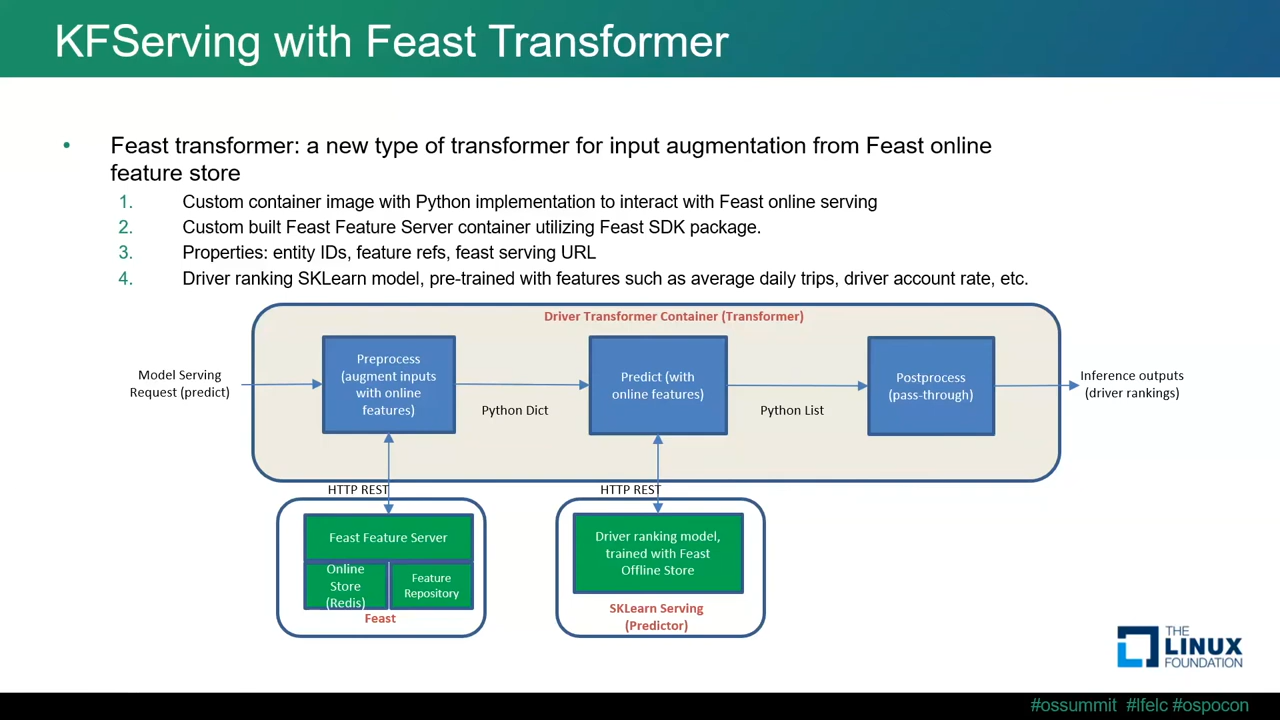 KFServing with Feast Transformer
• Feast transformer: a new type of transformer for input augmentation from Feast online
feature store
1. Custom container image with Python implementation to interact with Feast online serving
2. Custom built Feast Feature Server container utilizing Feast SDK package.
3. Properties: entity IDs, feature refs, feast serving URL
4. Driver ranking SKLearn model, pre-trained with features such as average daily trips, driver account rate, etc.
Driver Transformer Container (Transformer)
Model Serving
Request (predict)
Preprocess
(augment inputs
with online
features)
Python Dict
Predict (with
online features)
Python List
Postprocess
(pass-through)
Inference outputs
(driver rankings)
HTTP REST
HTTP REST
Feast Feature Server
Online
Store
(Redis)
Feature
Repository
Feast
Driver ranking model,
trained with Feast
Offline Store
SKLearn Serving
(Predictor)
THE
LINUX
FOUNDATION
#ossummit #lfelc #ospocon